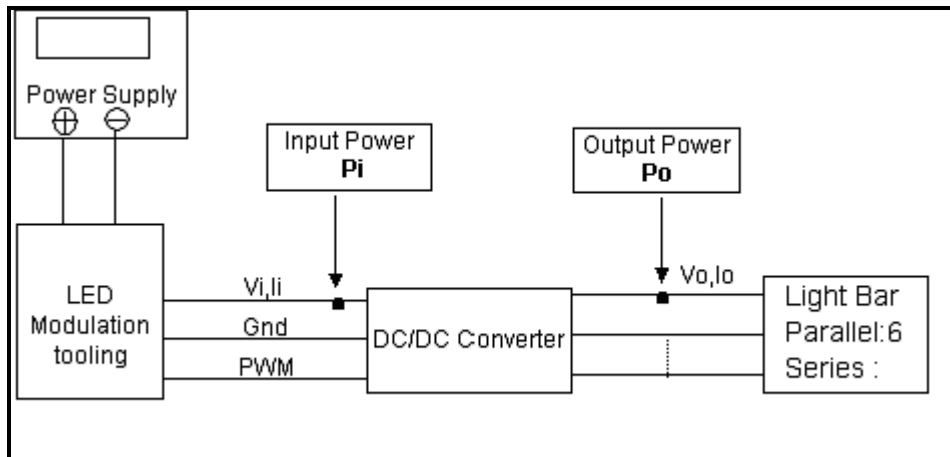 Power Supply
Input Power
Pi
Output Power
Po
LED
Modulation
tooling
Vi,Ii
Gnd
PWM
DC/DC Converter
Vo,Io
Light Bar
Parallel:6
Series :